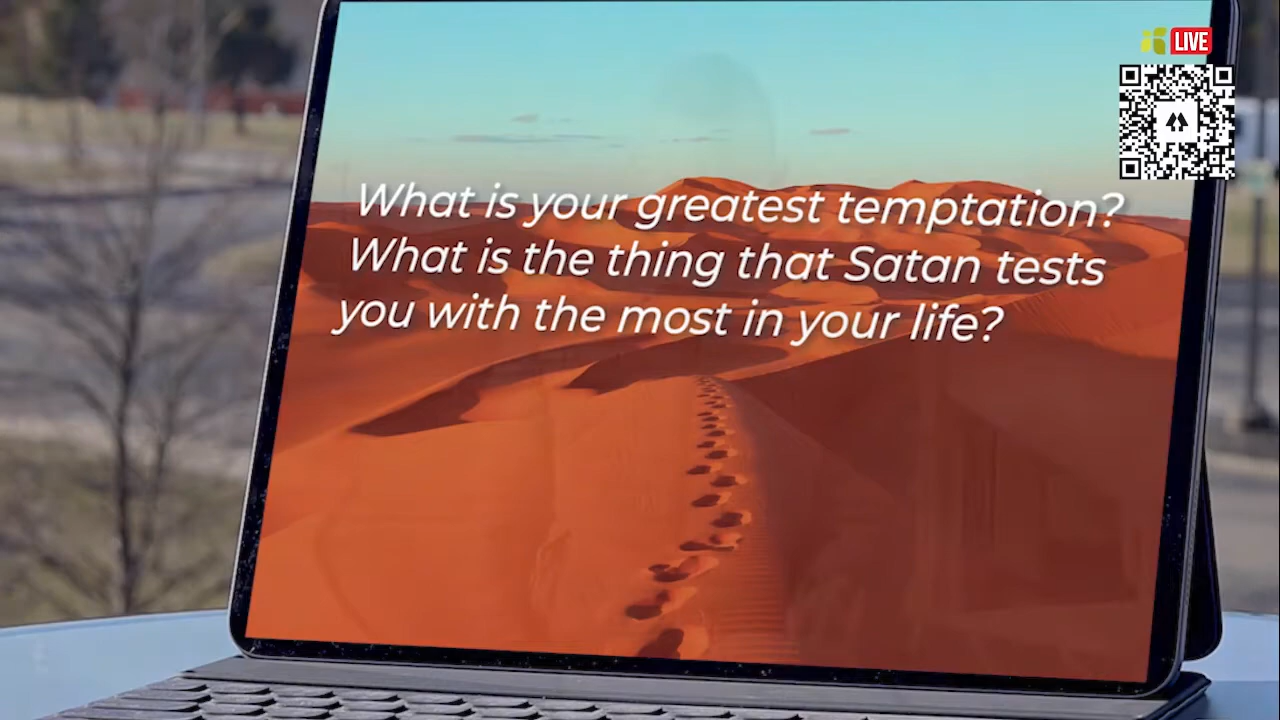 LIVE
What is your greatest temptation?
What is the thing that Satan tests
you with the most in your life?